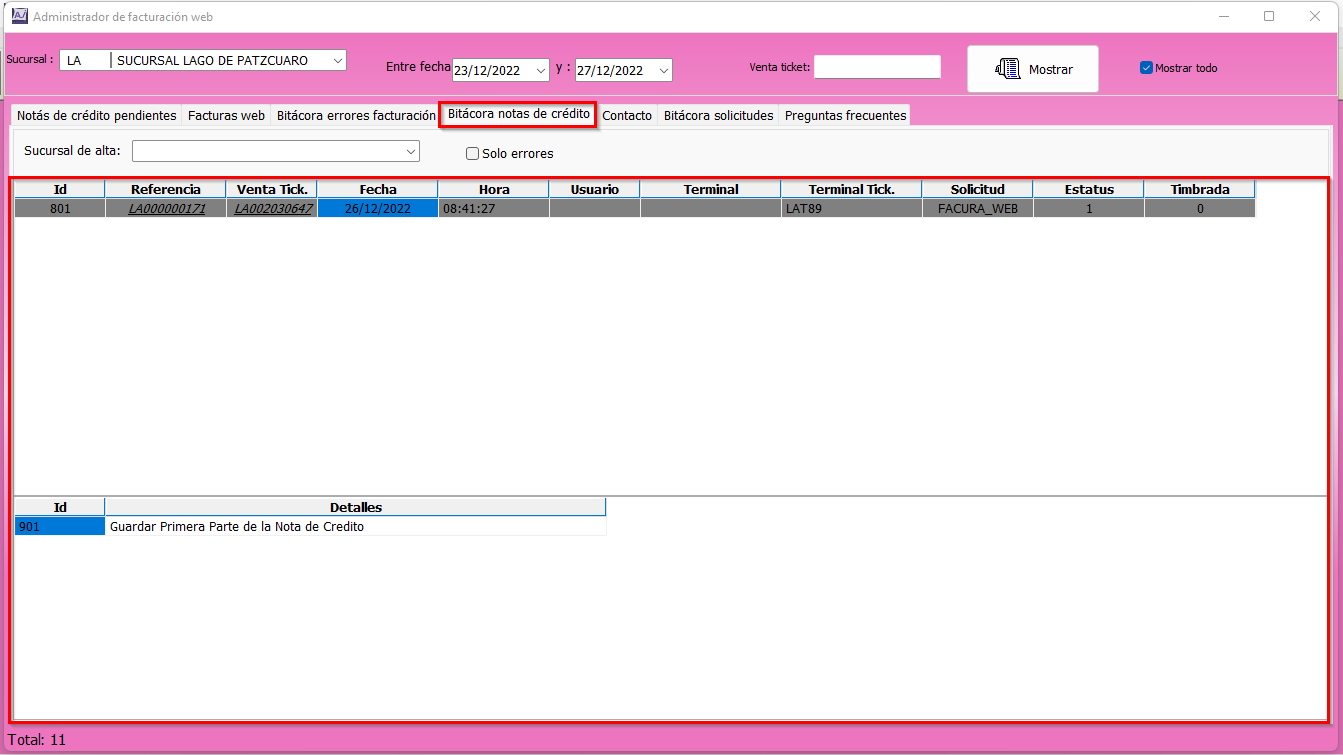 Administrador de facturación web
Sucursal : LA SUCURSAL LAGO DE PATZCUARO Entre fecha 23/12/2022 y : 27/12/2022 Venta ticket: Mostrar Mostrar todo
Notás de crédito pendientes Facturas web Bitácora errores facturación Bitácora notas de crédito Contacto Bitácora solicitudes Preguntas frecuentes
Sucursal de alta: Solo errores
Id Referencia Venta Tick. Fecha Hora Usuario Terminal Terminal Tick. Solicitud Estatus Timbrada
801 LA000000171 LA002030647 26/12/2022 08:41:27 LAT89 FACURA_WEB 1 0
Id Detalles
901 Guardar Primera Parte de la Nota de Credito
Total: 11